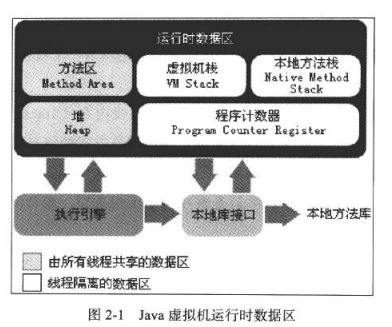 运行时数据区
方法区
Method Area
虚拟机栈
VM Stack
本地方法栈
Native Method
Stack
堆
Heap
程序计数器
Program Counter Register
执行引擎
本地库接口
本地方法库
由所有线程共享的数据区
线程隔离的数据区
图 2-1 Java 虚拟机运行时数据区